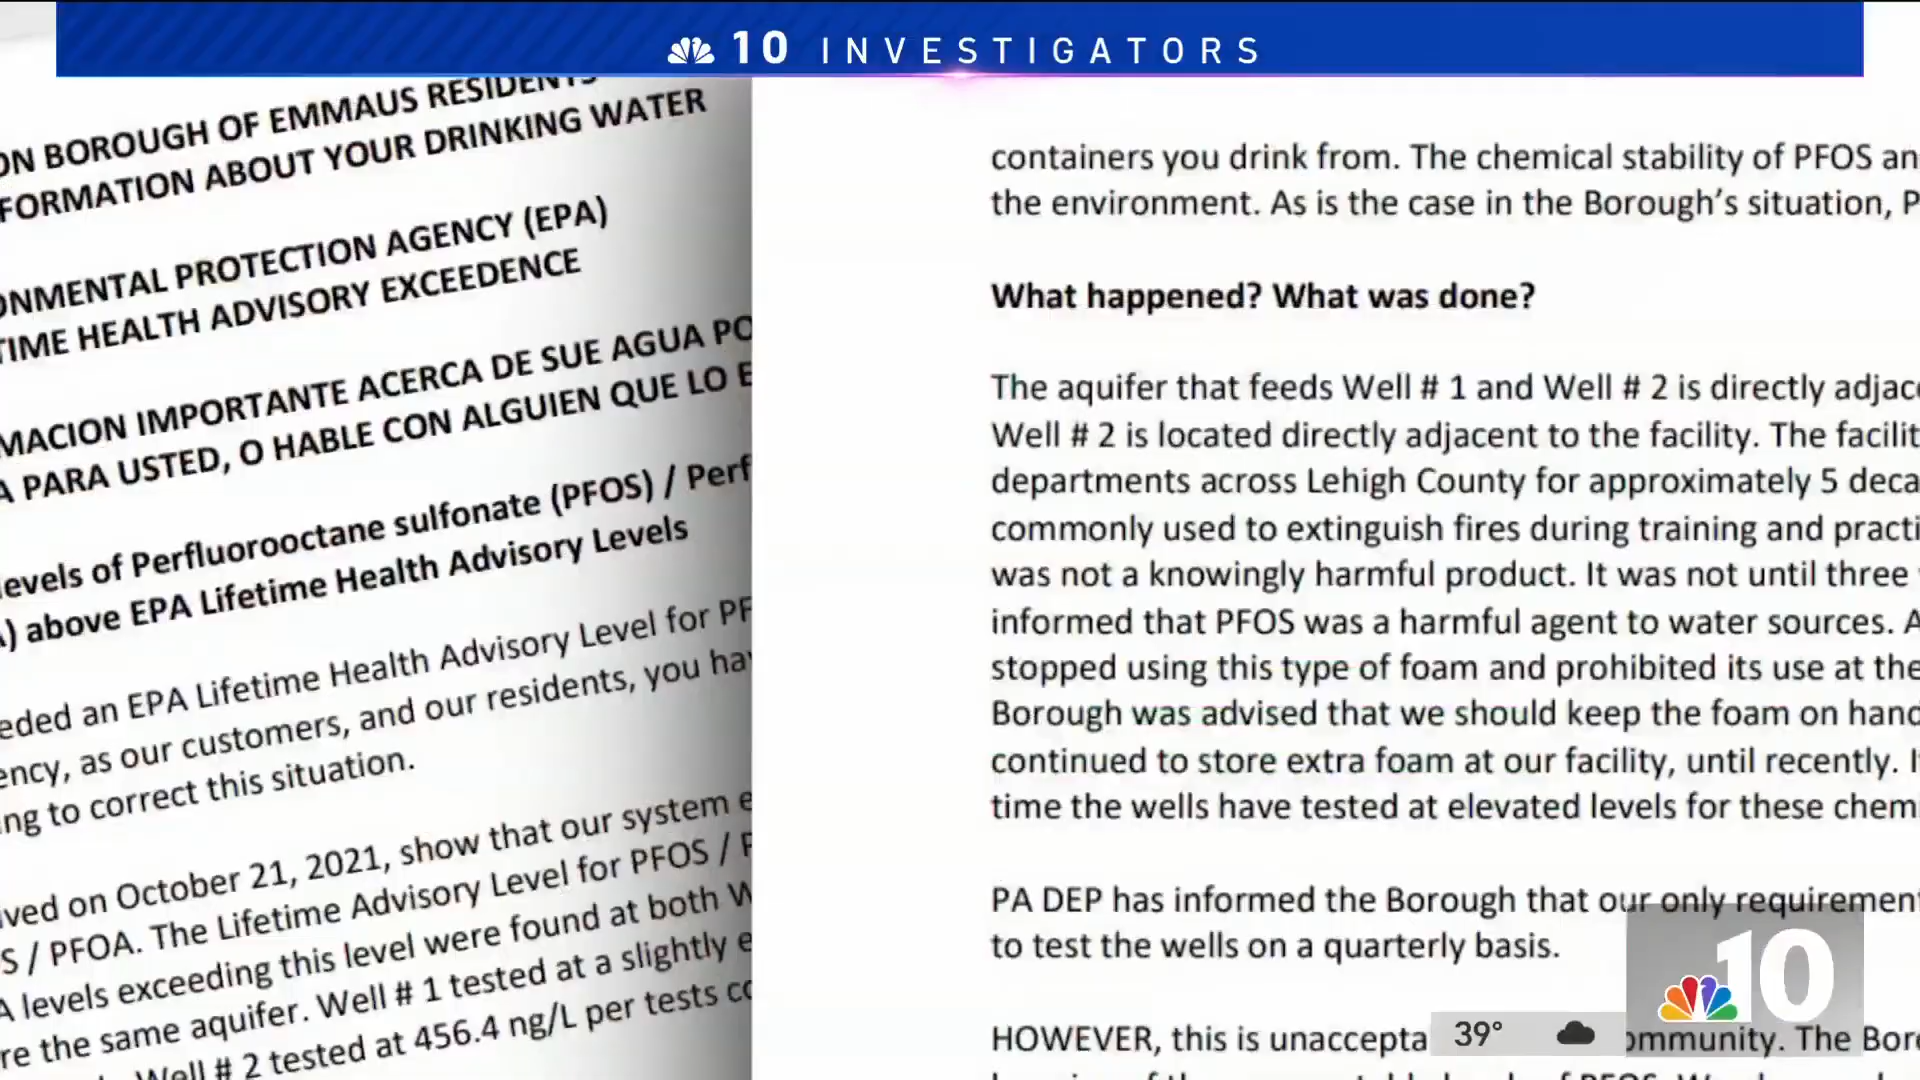 10 INVESTIGATORS
ON BOROUGH OF EMMAUS RESIDENTS
FORMATION ABOUT YOUR DRINKING WATER
ONMENTAL PROTECTION AGENCY (EPA)
TIME HEALTH ADVISORY EXCEEDENCE
MACION IMPORTANTE ACERCA DE SUE AGUA PO
A PARA USTED, O HABLE CON ALGUIEN QUE LO E
levels of Perfluorooctane sulfonate (PFOS) / Perf
A) above EPA Lifetime Health Advisory Levels
eded an EPA Lifetime Health Advisory Level for PF
ency, as our customers, and our residents, you hav
ng to correct this situation.
ived on October 21, 2021, show that our system e
S / PFOA. The Lifetime Advisory Level for PFOS / P
A levels exceeding this level were found at both W
re the same aquifer. Well # 1 tested at a slightly e
Well # 2 tested at 456.4 ng/L per tests co
containers you drink from. The chemical stability of PFOS an
the environment. As is the case in the Borough's situation, P
What happened? What was done?
The aquifer that feeds Well # 1 and Well # 2 is directly adjace
Well # 2 is located directly adjacent to the facility. The facilit
departments across Lehigh County for approximately 5 deca
commonly used to extinguish fires during training and practi
was not a knowingly harmful product. It was not until three
informed that PFOS was a harmful agent to water sources. A
stopped using this type of foam and prohibited its use at the
Borough was advised that we should keep the foam on hand
continued to store extra foam at our facility, until recently. I
time the wells have tested at elevated levels for these chem
PA DEP has informed the Borough that our only requirement
to test the wells on a quarterly basis.
HOWEVER, this is unaccepta ommunity. The Bor
10
39°